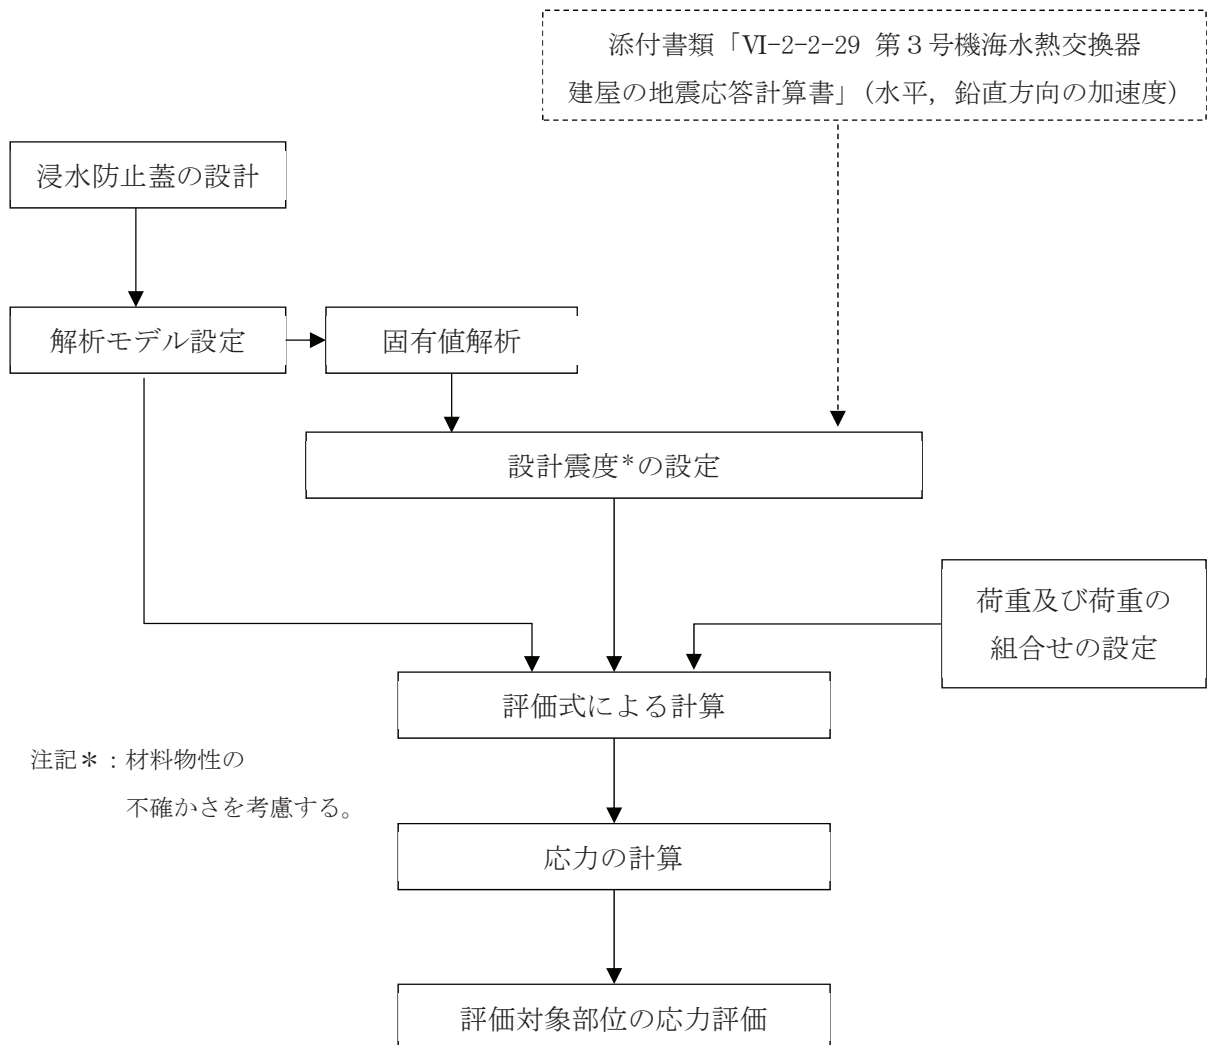 添付書類「Ⅵ-2-2-29 第３号機海水熱交換器
建屋の地震応答計算書」（水平，鉛直方向の加速度）
浸水防止蓋の設計
解析モデル設定
固有値解析
設計震度*の設定
荷重及び荷重の
組合せの設定
評価式による計算
注記＊：材料物性の
不確かさを考慮する。
応力の計算
評価対象部位の応力評価